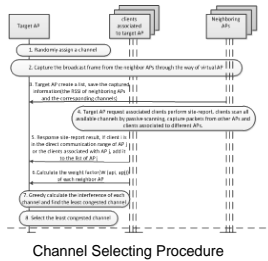 Target AP
clients
associated
to target AP
Neighboring
APs
1. Randomly assign a channel
2. Capture the broadcast frame from the neighbor APs through the way of virtual AP
3. Target AP create a list, save the captured
information(the RSSI of neighboring APs
and the corresponding channels)
4. Target AP request associated clients perform site-report, clients scan all
available channels by passive-scanning, capture packets from other APs and
clients associated to different APs.
5. Response site-report result, if client i is
in the direct communication range of AP j
or the clients associated with AP j, add it
to the list of APj
6. Calculate the weight factor(W (api, apj)
of each neighbor AP
7. Greedy calculate the interference of each
channel and find the least congested channel
8. Select the least congested channel
Channel Selecting Procedure